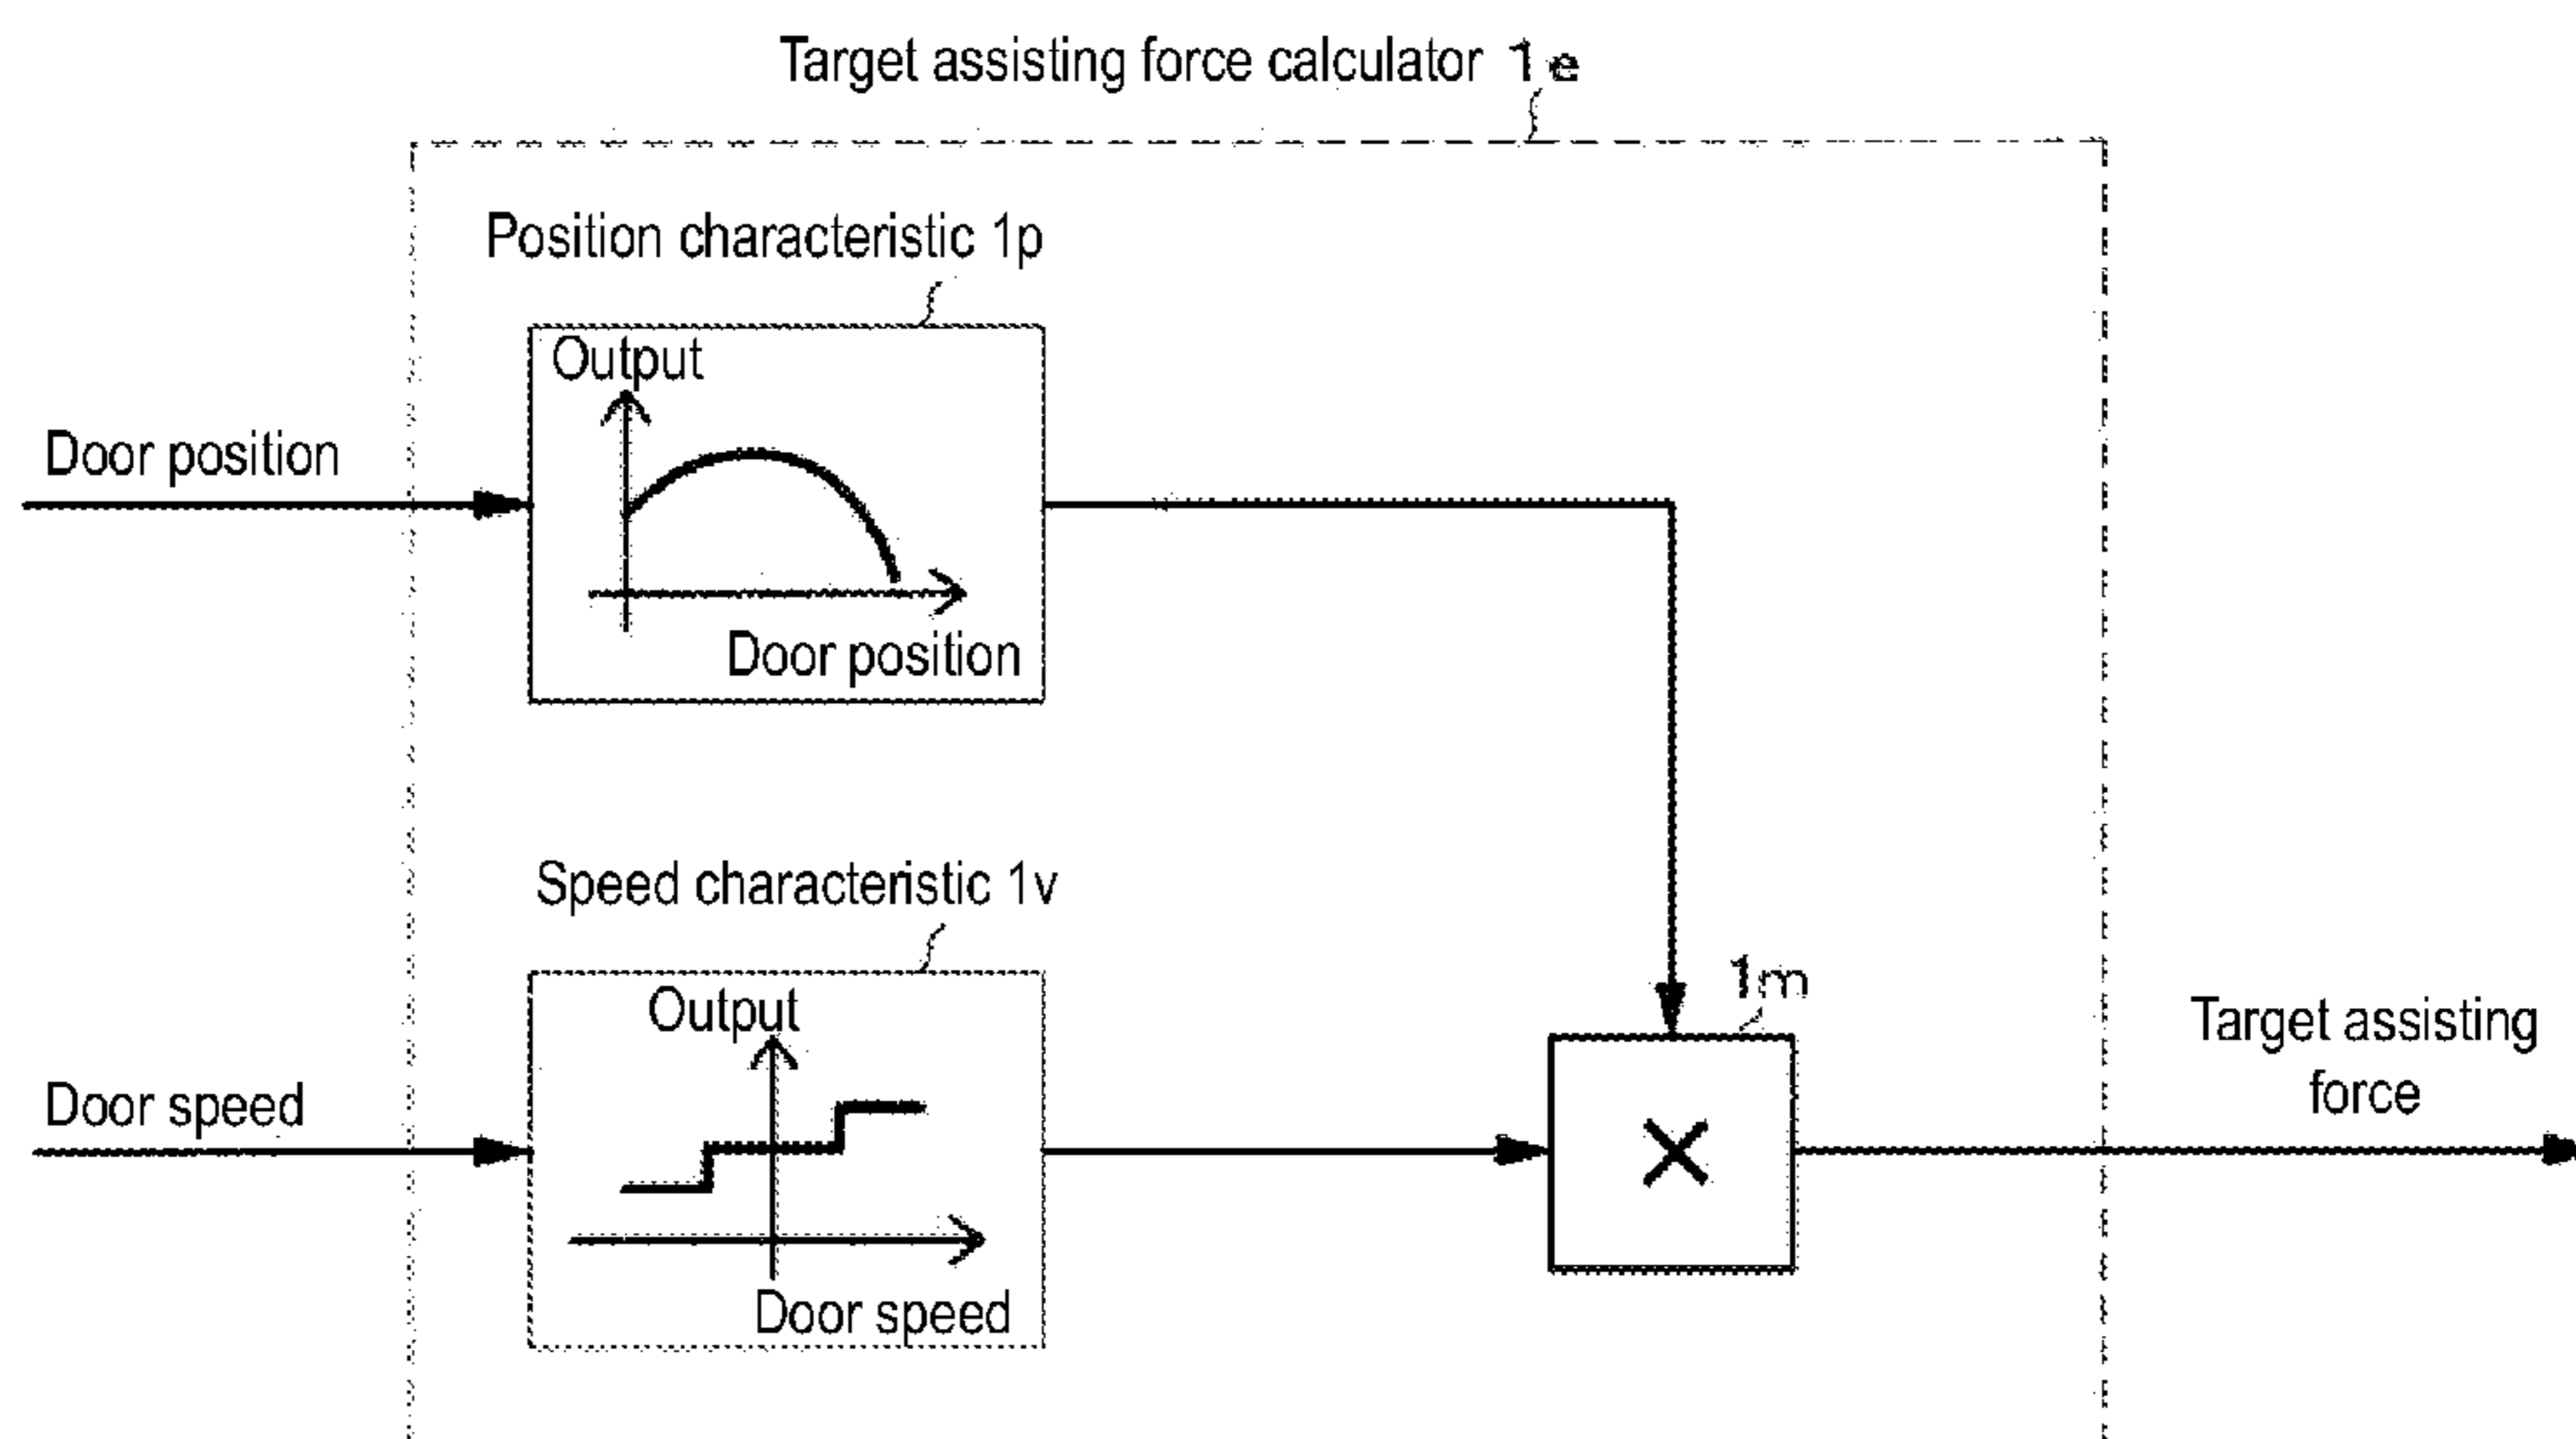 Target assisting force calculator 1e
Position characteristic 1p
Output
Door position
Door position
Speed characteristic 1v
Output
1m
Target assisting
force
Door speed
×
Door speed